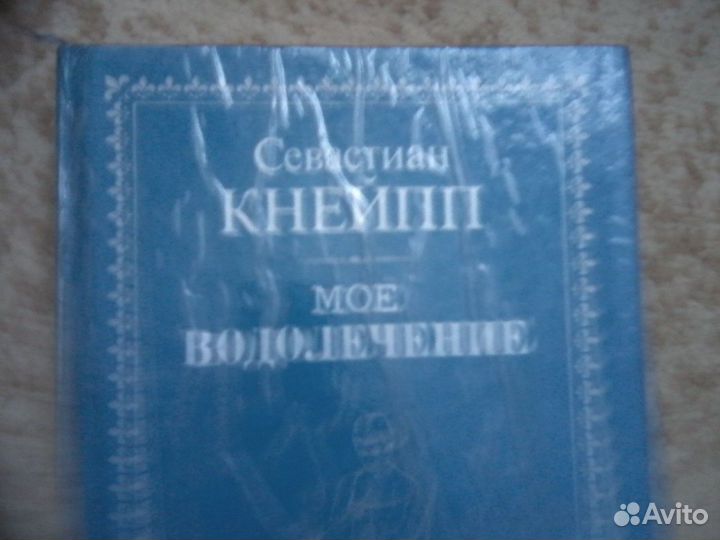 Севастиан
КНЕЙПП
МОЕ
ВОДОЛЕЧЕНИЕ
Avito